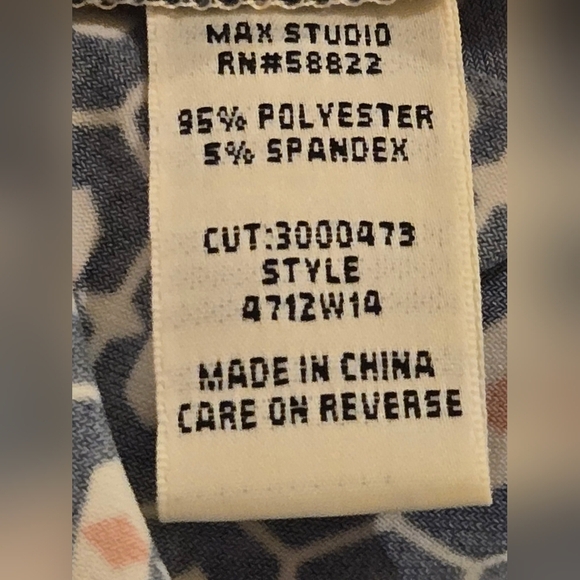 MAX STUDIO
RN#58822
95% POLYESTER
5% SPANDEX
CUT:3000473
STYLE
4712W14
MADE IN CHINA
CARE ON REVERSE